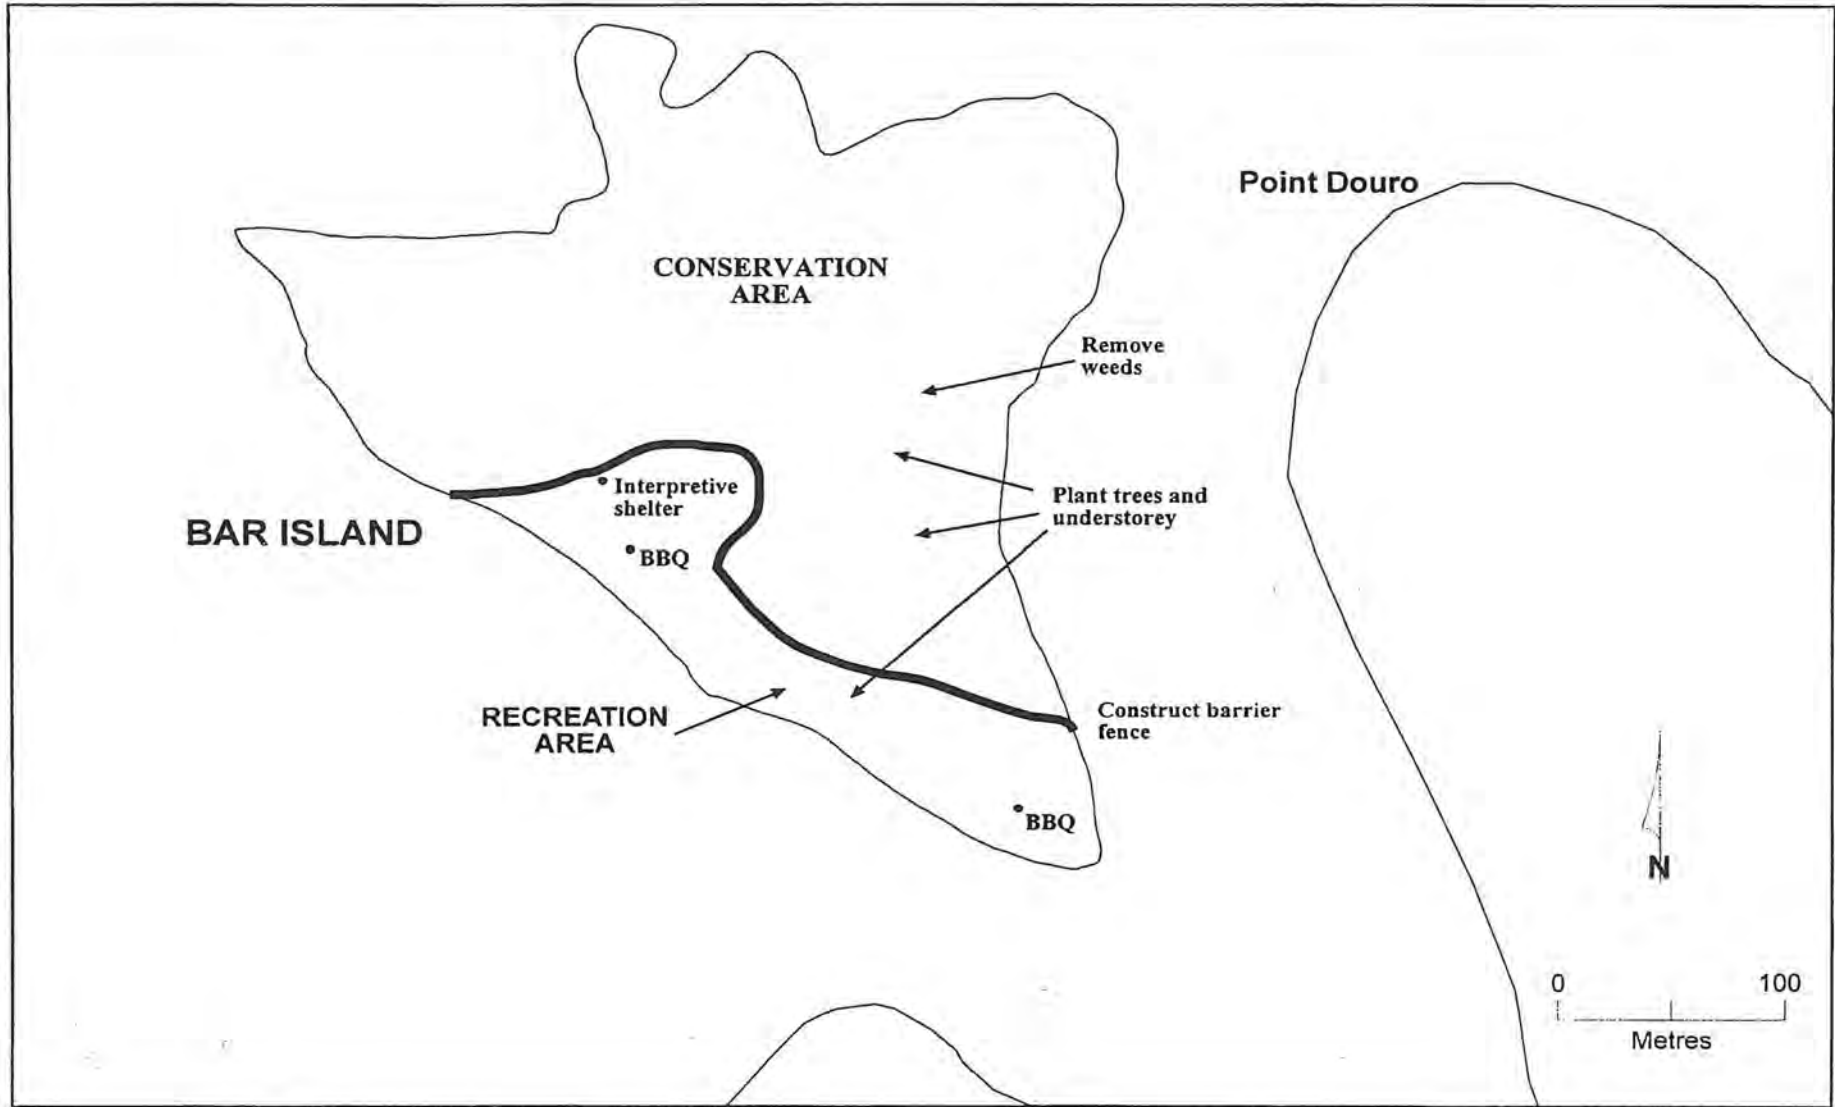 Point Douro
CONSERVATION
AREA
Remove
weeds
Interpretive
shelter
Plant trees and
understorey
BAR ISLAND
BBQ
RECREATION
AREA
Construct barrier
fence
BBQ
N
0 100
Metres